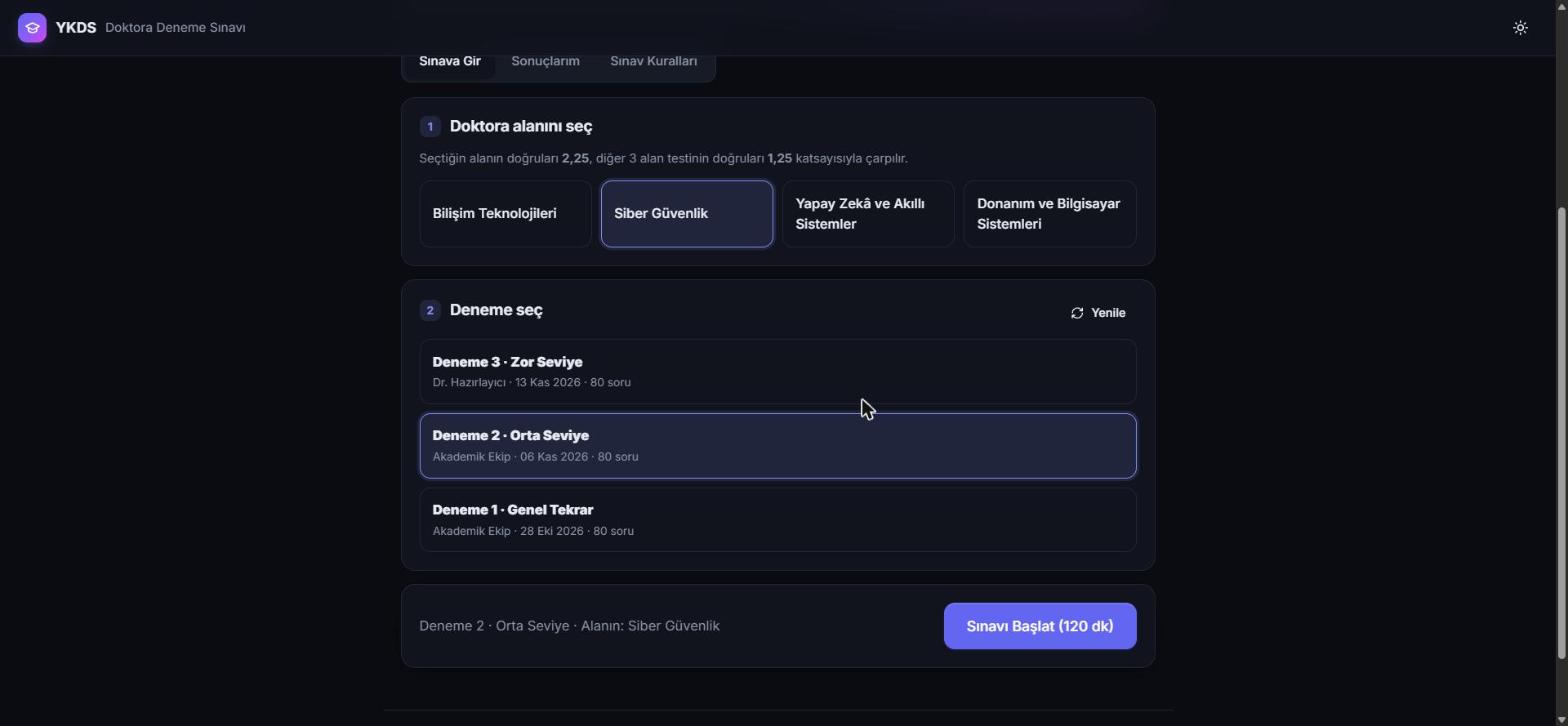 YKDS Doktora Deneme Sınavı
Sınava Gir Sonuçlarım Sınav Kuralları
1 Doktora alanını seç
Seçtiğin alanın doğruları 2,25, diğer 3 alan testinin doğruları 1,25 katsayısıyla çarpılır.
Bilişim Teknolojileri
Siber Güvenlik
Yapay Zekâ ve Akıllı
Sistemler
Donanım ve Bilgisayar
Sistemleri
2 Deneme seç
Yenile
Deneme 3 · Zor Seviye
Dr. Hazırlayıcı · 13 Kas 2026 · 80 soru
Deneme 2 · Orta Seviye
Akademik Ekip · 06 Kas 2026 · 80 soru
Deneme 1 · Genel Tekrar
Akademik Ekip · 28 Eki 2026 · 80 soru
Deneme 2 · Orta Seviye · Alanın: Siber Güvenlik
Sınavı Başlat (120 dk)